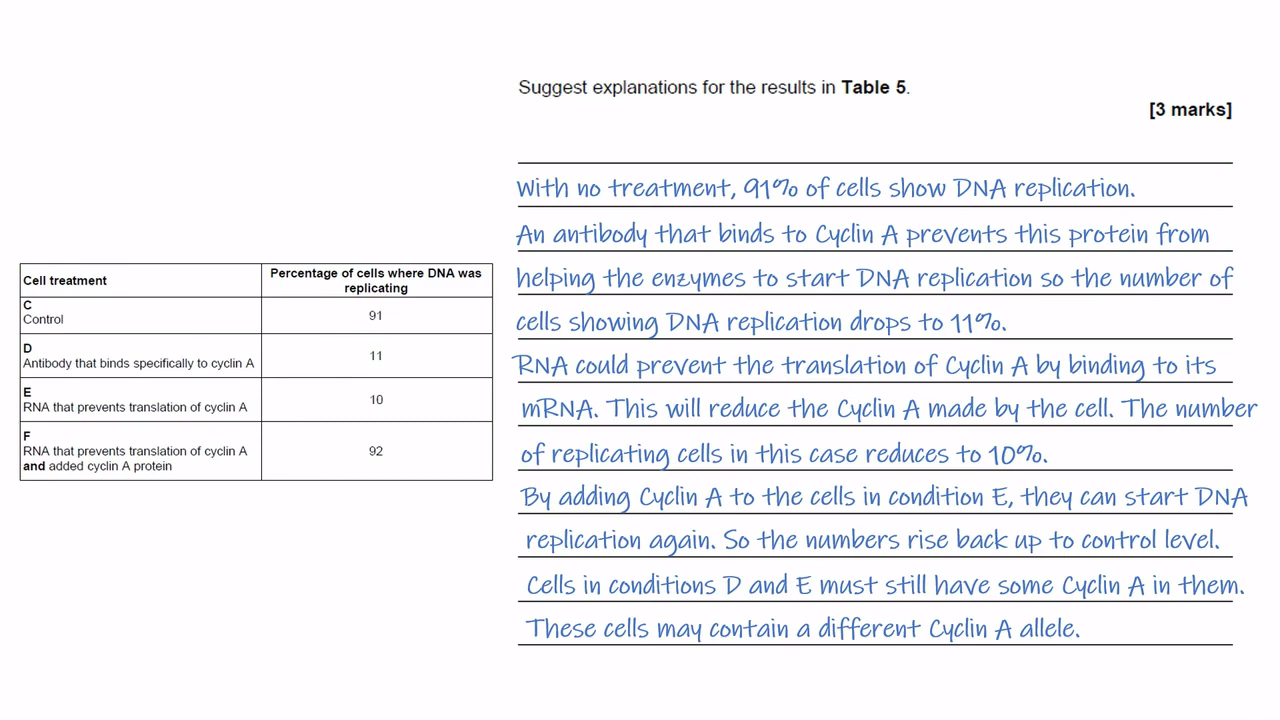 Suggest explanations for the results in Table 5.
[3 marks]
With no treatment, 91% of cells show DNA replication.
An antibody that binds to Cyclin A prevents this protein from
helping the enzymes to start DNA replication so the number of
cells showing DNA replication drops to 11%.
RNA could prevent the translation of Cyclin A by binding to its
mRNA. This will reduce the Cyclin A made by the cell. The number
of replicating cells in this case reduces to 10%.
By adding Cyclin A to the cells in condition E, they can start DNA
replication again. So the numbers rise back up to control level.
Cells in conditions D and E must still have some Cyclin A in them.
These cells may contain a different Cyclin A allele.
Cell treatment
Percentage of cells where DNA was
replicating
C
Control
91
D
Antibody that binds specifically to cyclin A
11
E
RNA that prevents translation of cyclin A
10
F
RNA that prevents translation of cyclin A
and added cyclin A protein
92